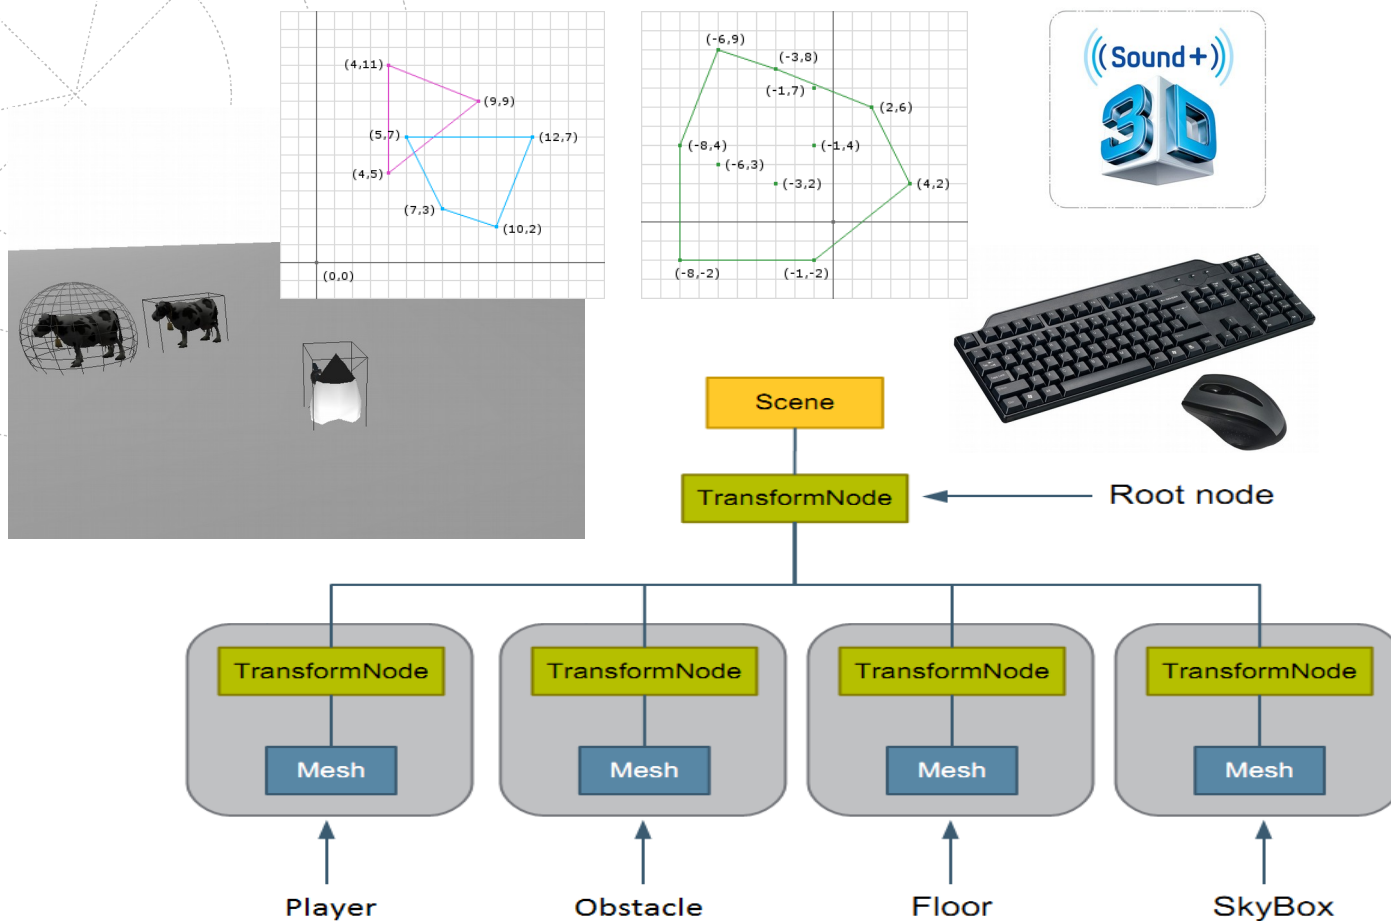 (4,11)
(9,9)
(5,7)
(12,7)
(4,5)
(7,3)
(10,2)
(0,0)
(-6,9)
(-3,8)
(-1,7)
(2,6)
(-8,4)
(-1,4)
(-6,3)
(-3,2)
(4,2)
(-8,-2)
(-1,-2)
Sound+
3D
Scene
TransformNode
Root node
TransformNode TransformNode TransformNode TransformNode
Mesh Mesh Mesh Mesh
Player Obstacle Floor SkyBox